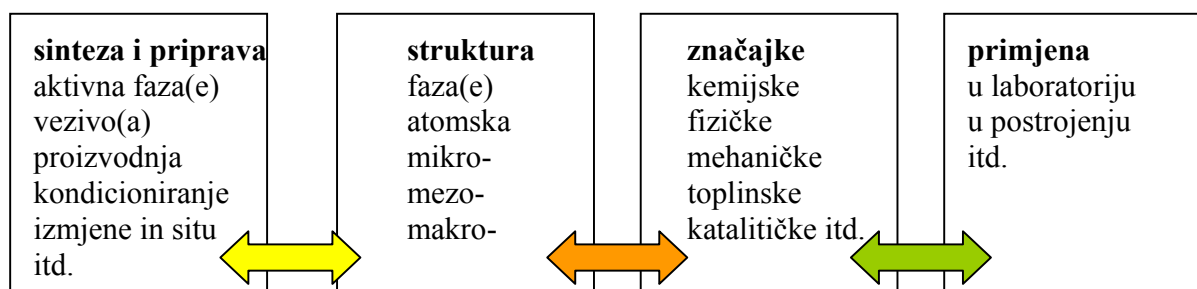 sinteza i priprava
aktivna faza(e)
vezivo(a)
proizvodnja
kondicioniranje
izmjene in situ
itd.
struktura
faza(e)
atomska
mikro-
mezo-
makro-
značajke
kemijske
fizičke
mehaničke
toplinske
katalitičke itd.
primjena
u laboratoriju
u postrojenju
itd.